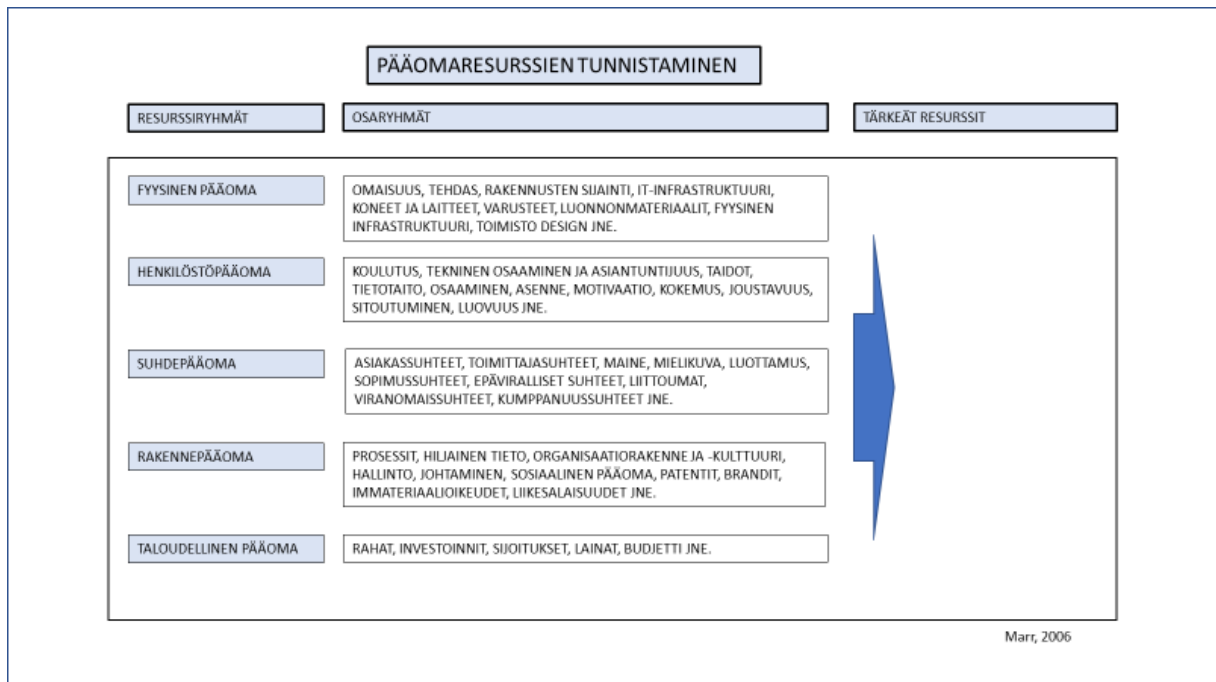 PÄÄOMARESURSSIEN TUNNISTAMINEN
RESURSSIRYHMÄT
OSARYHMÄT
TÄRKEÄT RESURSSIT
FYYSINEN PÄÄOMA
OMAISUUS, TEHDAS, RAKENNUSTEN SIJAINTI, IT-INFRASTRUKTUURI,
KONEET JA LAITTEET, VARUSTEET, LUONNONMATERIAALIT, FYYSINEN
INFRASTRUKTUURI, TOIMISTO DESIGN JNE.
HENKILÖSTÖPÄÄOMA
KOULUTUS, TEKNINEN OSAAMINEN JA ASIANTUNTIJUUS, TAIDOT,
TIETOTAITO, OSAAMINEN, ASENNE, MOTIVAATIO, KOKEMUS, JOUSTAVUUS,
SITOUTUMINEN, LUOVUUS JNE.
SUHDEPÄÄOMA
ASIAKASSUHTEET, TOIMITTAJASUHTEET, MAINE, MIELIKUVA, LUOTTAMUS,
SOPIMUSSUHTEET, EPÄVIRALLISET SUHTEET, LIITTOUMAT,
VIRANOMAISSUHTEET, KUMPPANUUSSUHTEET JNE.
RAKENNEPÄÄOMA
PROSESSIT, HILJAINEN TIETO, ORGANISAATIORAKENNE JA -KULTTUURI,
HALLINTO, JOHTAMINEN, SOSIAALINEN PÄÄOMA, PATENTIT, BRANDIT,
IMMATERIAALIOIKEUDET, LIIKESALAISUUDET JNE.
TALOUDELLINEN PÄÄOMA
RAHAT, INVESTOINNIT, SIJOITUKSET, LAINAT, BUDJETTI JNE.
Marr, 2006